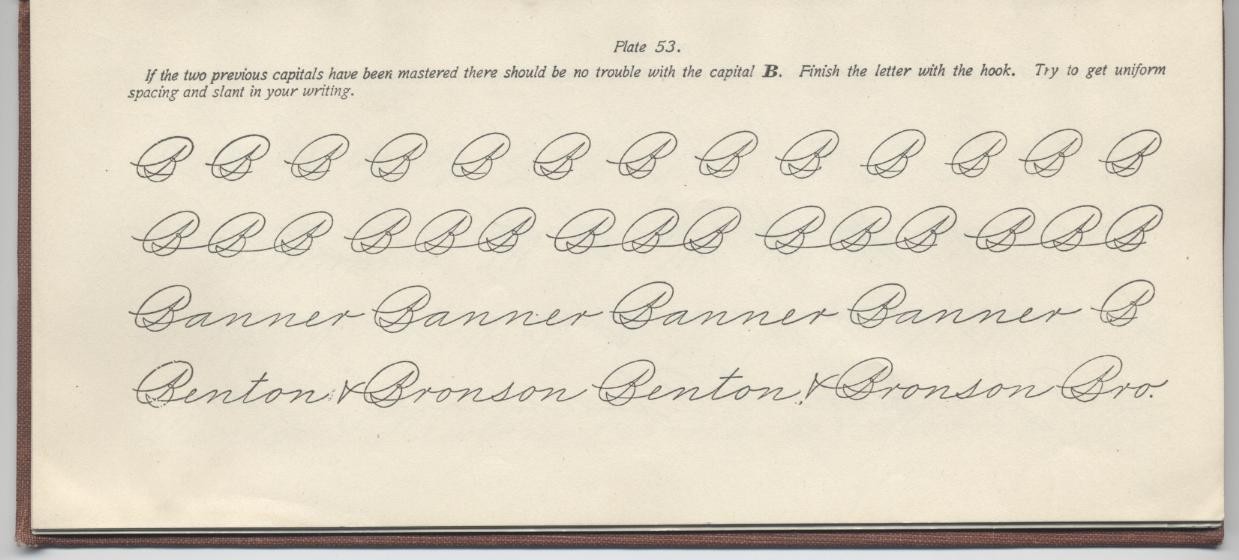 Plate 53.
If the two previous capitals have been mastered there should be no trouble with the capital B. Finish the letter with the hook. Try to get uniform
spacing and slant in your writing.
B B B B B B B B B B B B B
B B B B B B B B B B B B B B B
Banner Banner Banner Banner B
Benton & Bronson Benton & Bronson Bro.